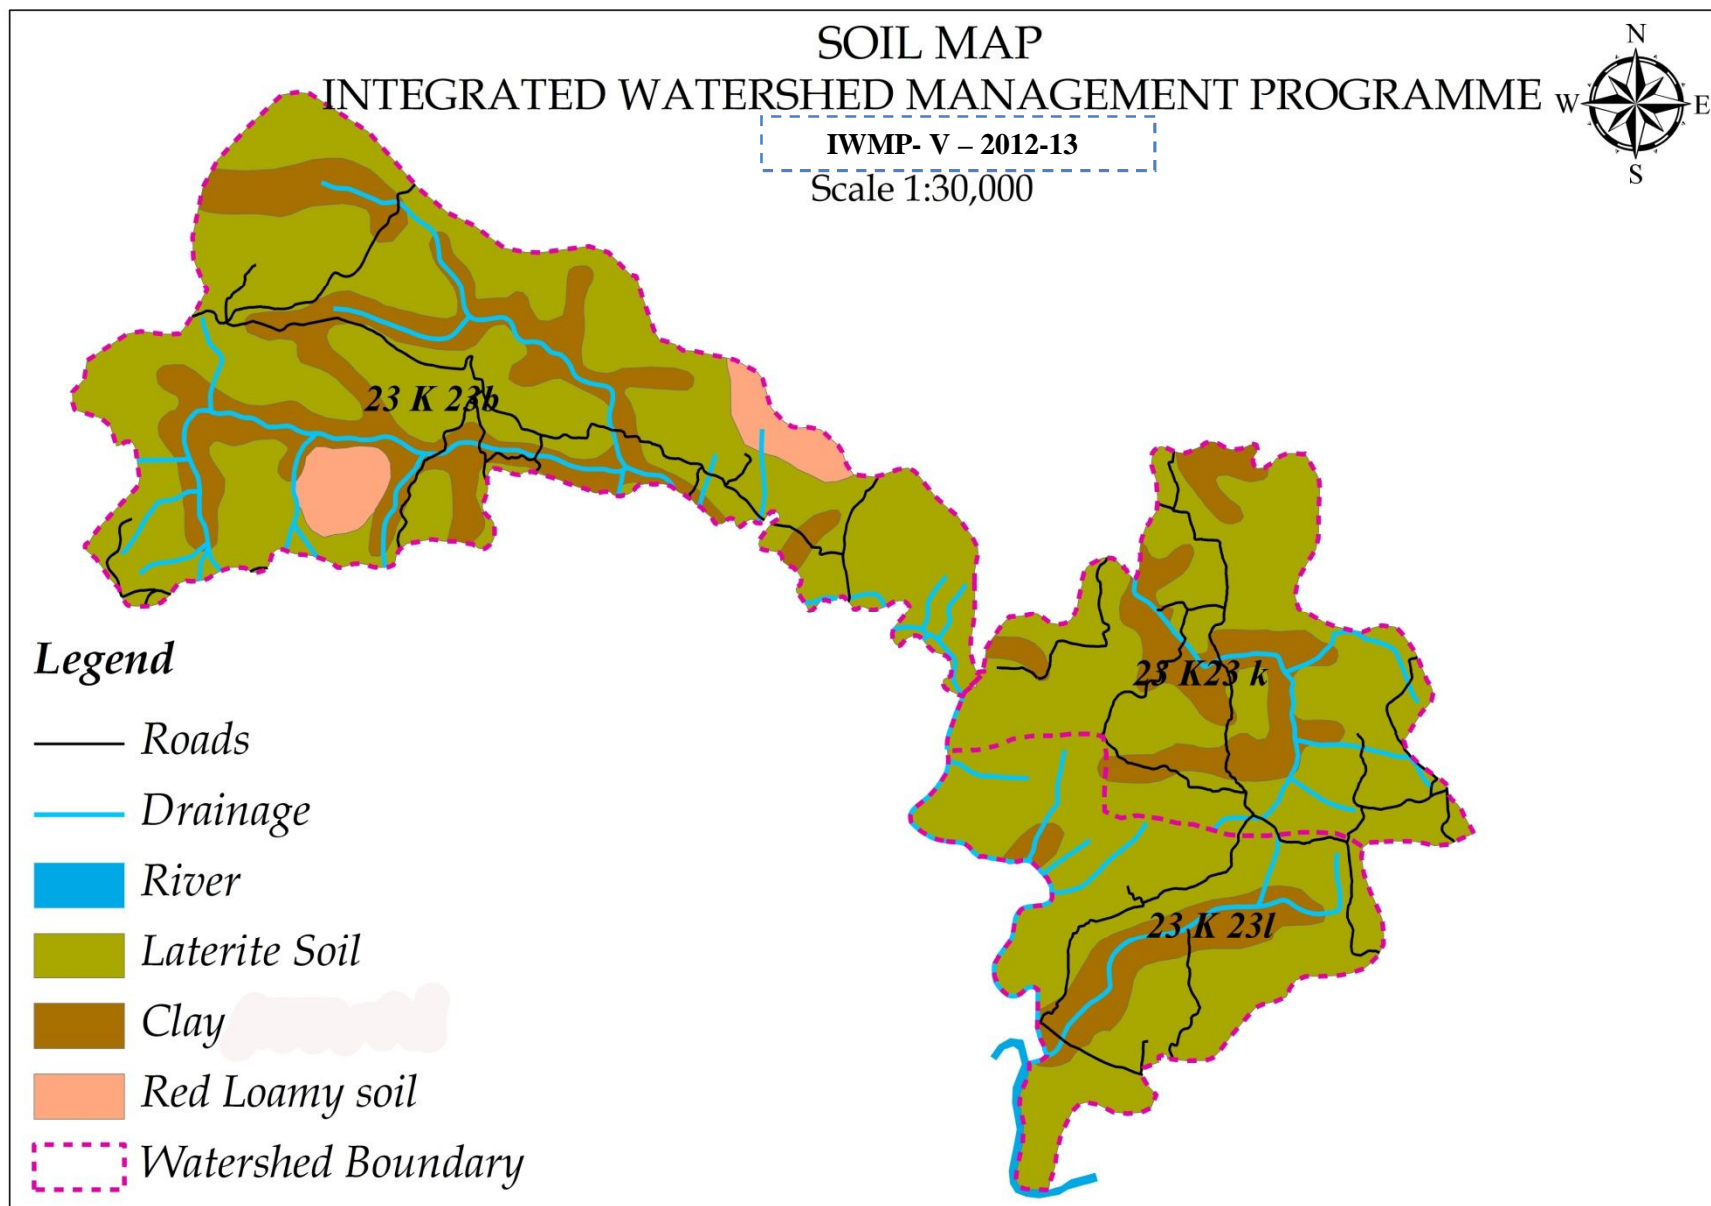 SOIL MAP
INTEGRATED WATERSHED MANAGEMENT PROGRAMME
IWMP- V – 2012-13
Scale 1:30,000
N
W
E
S
23 K 23b
23 K23 k
23 K 23l
Legend
Roads
Drainage
River
Laterite Soil
Clay
Red Loamy soil
Watershed Boundary